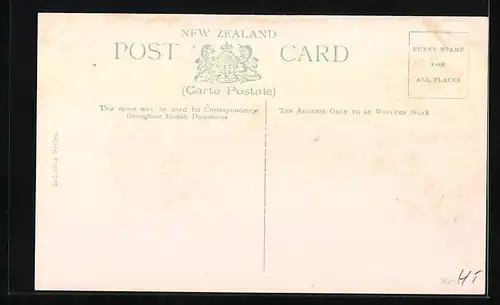 NEW ZEALAND
POST CARD
(Carte Postale)
PENNY STAMP
FOR
ALL PLACES
This space may be used for Correspondence
throughout British Dominions
The Address Only to be Written Here
Series.